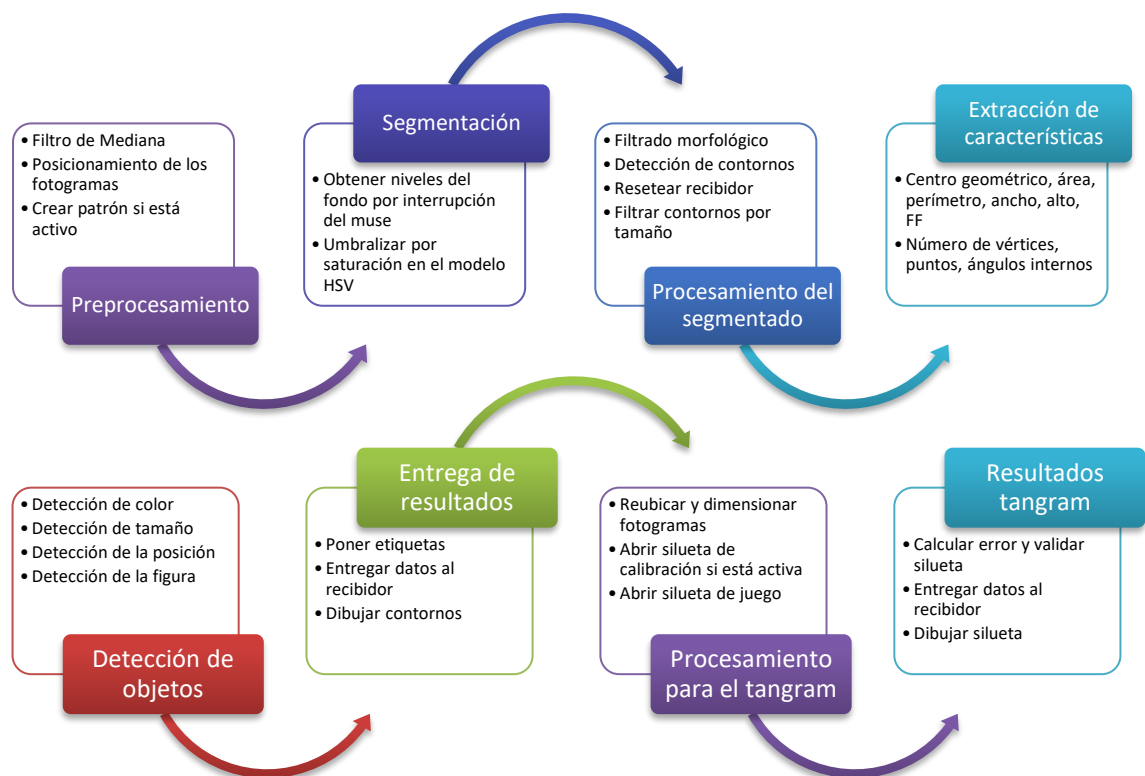 • Filtro de Mediana
• Posicionamiento de los
fotogramas
• Crear patrón si está
activo
Preprocesamiento
Segmentación
• Obtener niveles del
fondo por interrupción
del muse
• Umbralizar por
saturación en el modelo
HSV
• Filtrado morfológico
• Detección de contornos
• Resetear recibidor
• Filtrar contornos por
tamaño
Procesamiento del
segmentado
Extracción de
características
• Centro geométrico, área,
perímetro, ancho, alto,
FF
• Número de vértices,
puntos, ángulos internos
• Detección de color
• Detección de tamaño
• Detección de la posición
• Detección de la figura
Detección de
objetos
Entrega de
resultados
• Poner etiquetas
• Entregar datos al
recibidor
• Dibujar contornos
• Reubicar y dimensionar
fotogramas
• Abrir silueta de
calibración si está activa
• Abrir silueta de juego
Procesamiento
para el tangram
Resultados
tangram
• Calcular error y validar
silueta
• Entregar datos al
recibidor
• Dibujar silueta